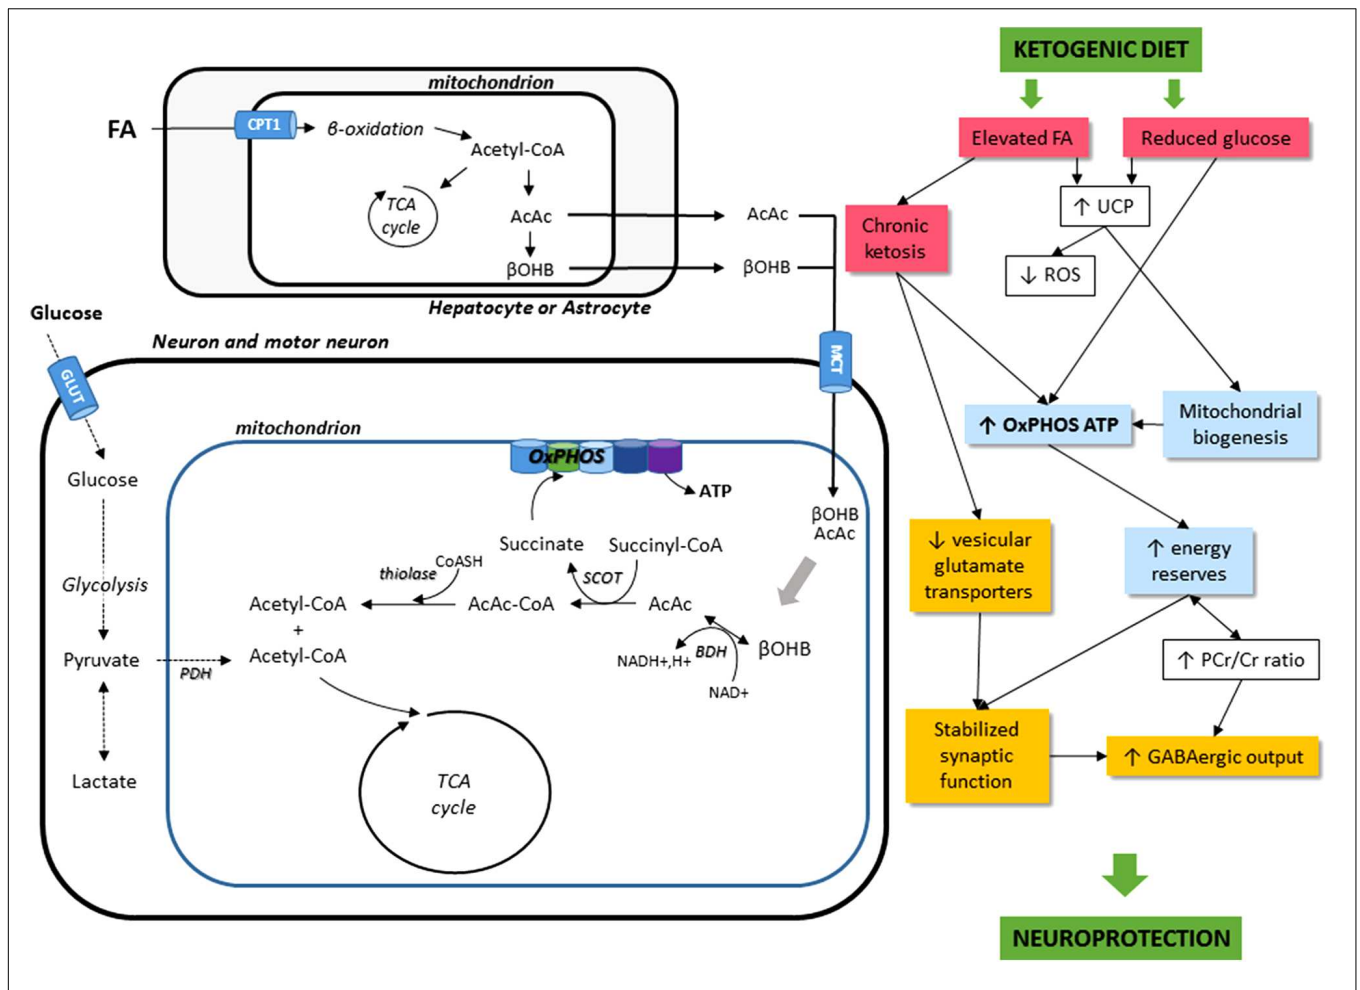 mitochondrion
FA
CPT1
β-oxidation
Acetyl-CoA
TCA
cycle
AcAc
βOHB
AcAc
βOHB
Hepatocyte or Astrocyte
Glucose
GLUT
Neuron and motor neuron
MCT
mitochondrion
OxPHOS
ATP
Glucose
βOHB
AcAc
Succinate
Succinyl-CoA
CoASH
thiolase
SCOT
Glycolysis
Acetyl-CoA
AcAc-CoA
AcAc
+
Acetyl-CoA
Pyruvate
PDH
NADH+,H+
BDH
βOHB
NAD+
Lactate
TCA
cycle
KETOGENIC DIET
Elevated FA
Reduced glucose
↑ UCP
Chronic
ketosis
↓ ROS
↑ OxPHOS ATP
Mitochondrial
biogenesis
↓ vesicular
glutamate
transporters
↑ energy
reserves
↑ PCr/Cr ratio
Stabilized
synaptic
function
↑ GABAergic output
NEUROPROTECTION